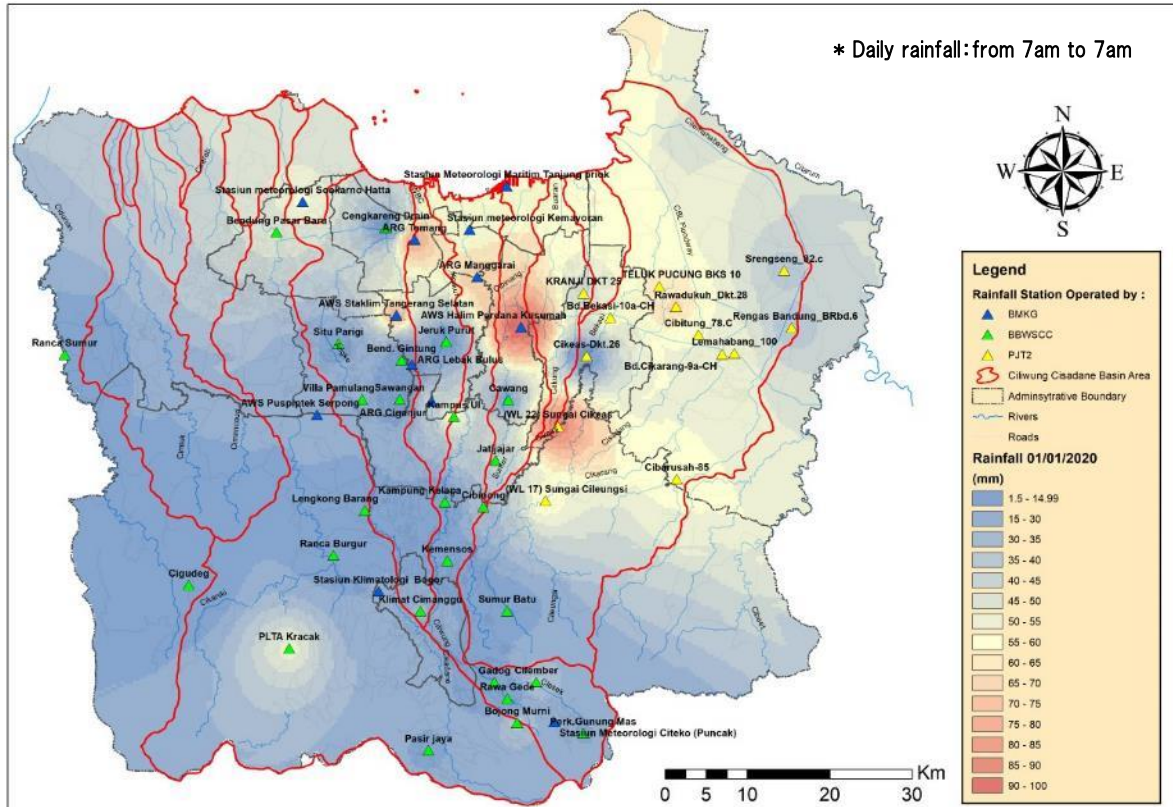 * Daily rainfall: from 7am to 7am
N
W E
S
Stasiun Meteorologi Maritim Tanjung priok
Stasiun meteorologi Soekarno Hatta
Cengkareng Drain
Stasiun meteorologi Kemayoran
Bendung Pasar Baru
ARG Tomang
ARG Manggarai
KRANJI DKT 25
TELUK PUCUNG BKS 10
Srengseng_82.c
Rawadukuh_Dkt.28
AWS Staklim Tangerang Selatan
AWS Halim Perdana Kusumah
Bd.Bekasi-10a-CH
Rengas Bandung_BRbd.6
Cibitung_78.C
Ranca Sumur
Situ Parigi
Jeruk Purut
Cikeas-Dkt.26
Lemahabang_100
Bend. Gintung
ARG Lebak Bulus
Bd.Cikarang-9a-CH
Villa Pamulang
Sawangan
Cawang
AWS Puspiptek Serpong
ARG Ciganjur
Kampus UI
(WL 22) Sungai Cikeas
Jatijajar
Cibarusah-85
Lengkong Barang
Kampung Kelapa
Cibinong
(WL 17) Sungai Cileungsi
Ranca Burgur
Kemensos
Cigudeg
Stasiun Klimatologi Bogor
Klimat Cimanggu
Sumur Batu
PLTA Kracak
Gadog
Cilember
Rawa Gede
Ciesek
Bojong Murni
Perk.Gunung Mas
Stasiun Meteorologi Citeko (Puncak)
Pasir jaya
CBL Floodway
Buaran
Bekasi
Cikarang
Legend
Rainfall Station Operated by :
BMKG
BBWSCC
PJT2
Ciliwung Cisadane Basin Area
Adminsytrative Boundary
Rivers
Roads
Rainfall 01/01/2020
(mm)
1.5 - 14.99
15 - 30
30 - 35
35 - 40
40 - 45
45 - 50
50 - 55
55 - 60
60 - 65
65 - 70
70 - 75
75 - 80
80 - 85
85 - 90
90 - 100
Km
0 5 10 20 30